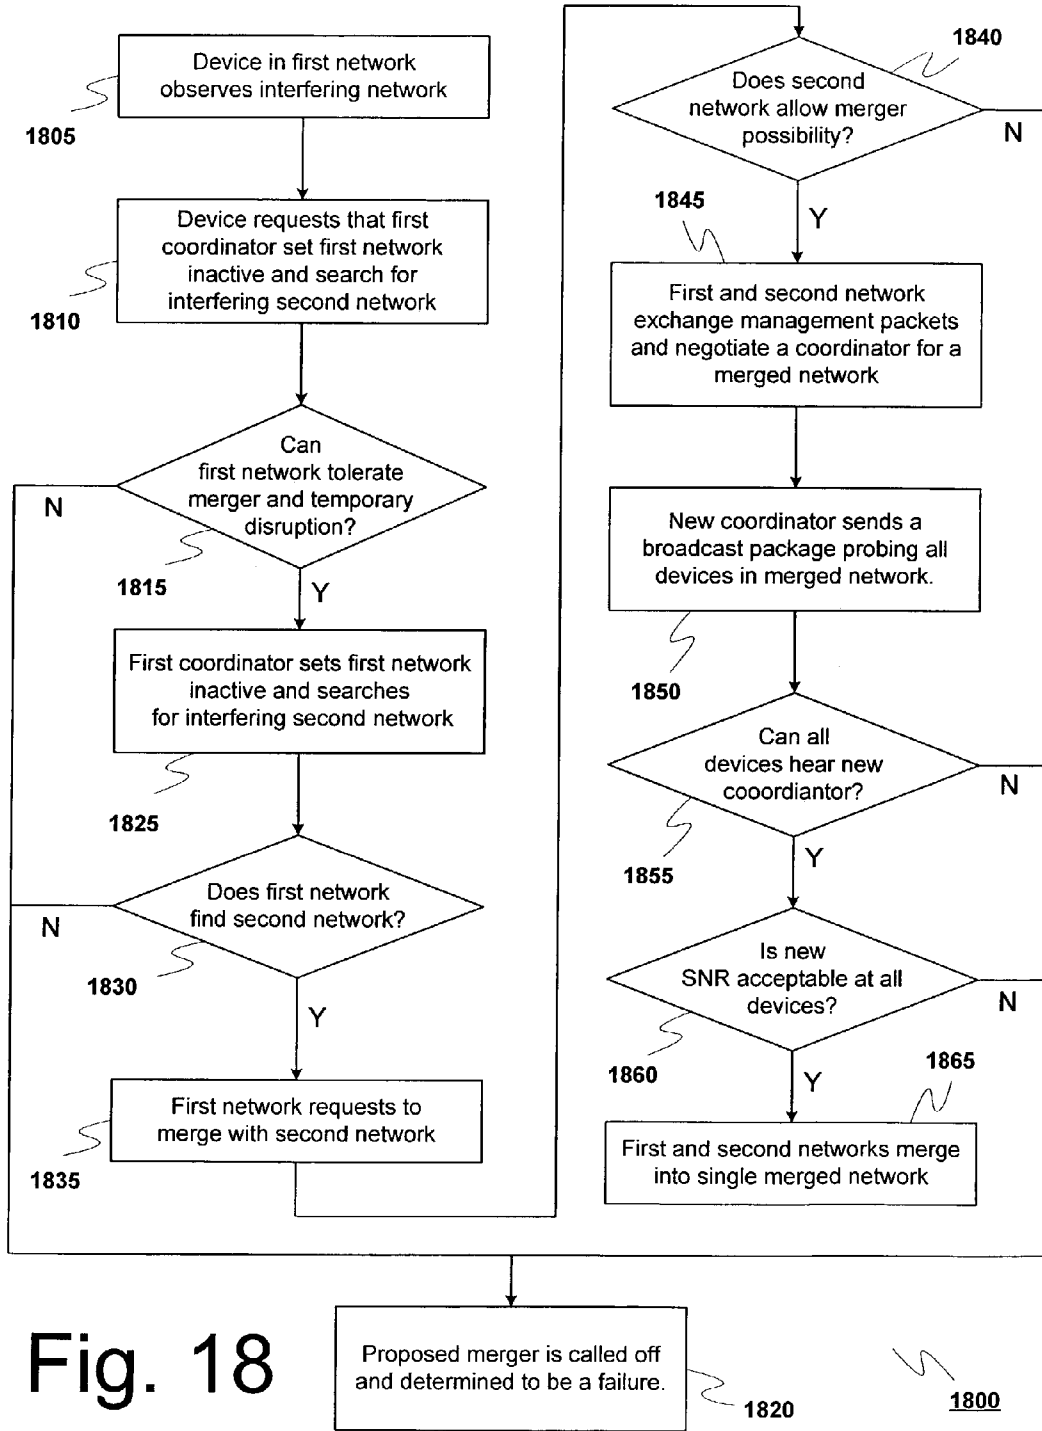 Device in first network
observes interfering network
1805
Device requests that first
coordinator set first network
inactive and search for
interfering second network
1810
Can
first network tolerate
merger and temporary
disruption?
N
1815
Y
First coordinator sets first network
inactive and searches
for interfering second network
1825
Does first network
find second network?
N
1830
Y
First network requests to
merge with second network
1835
1840
Does second
network allow merger
possibility?
N
1845
Y
First and second network
exchange management packets
and negotiate a coordinator for a
merged network
New coordinator sends a
broadcast package probing all
devices in merged network.
1850
Can all
devices hear new
cooordiantor?
N
1855
Y
Is new
SNR acceptable at all
devices?
N
1860
Y
1865
First and second networks merge
into single merged network
Proposed merger is called off
and determined to be a failure.
1820
Fig. 18
1800